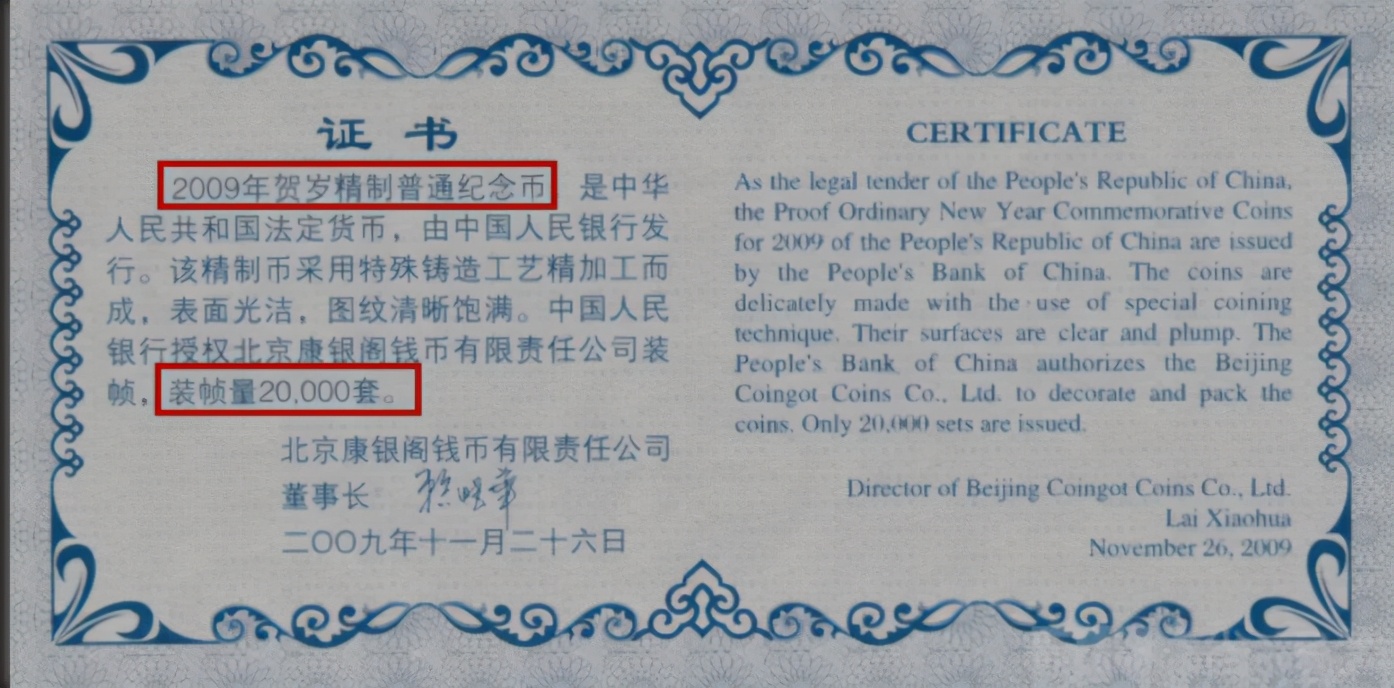 证书
2009年贺岁精制普通纪念币 是中华
人民共和国法定货币，由中国人民银行发
行。该精制币采用特殊铸造工艺精加工而
成，表面光洁，图纹清晰饱满。中国人民
银行授权北京康银阁钱币有限责任公司装
帧，装帧量20,000套。
北京康银阁钱币有限责任公司
董事长
二〇〇九年十一月二十六日
CERTIFICATE
As the legal tender of the People's Republic of China,
the Proof Ordinary New Year Commemorative Coins
for 2009 of the People's Republic of China are issued
by the People's Bank of China. The coins are
delicately made with the use of special coining
technique. Their surfaces are clear and plump. The
People's Bank of China authorizes the Beijing
Coingot Coins Co., Ltd. to decorate and pack the
coins. Only 20,000 sets are issued.
Director of Beijing Coingot Coins Co., Ltd.
Lai Xiaohua
November 26, 2009